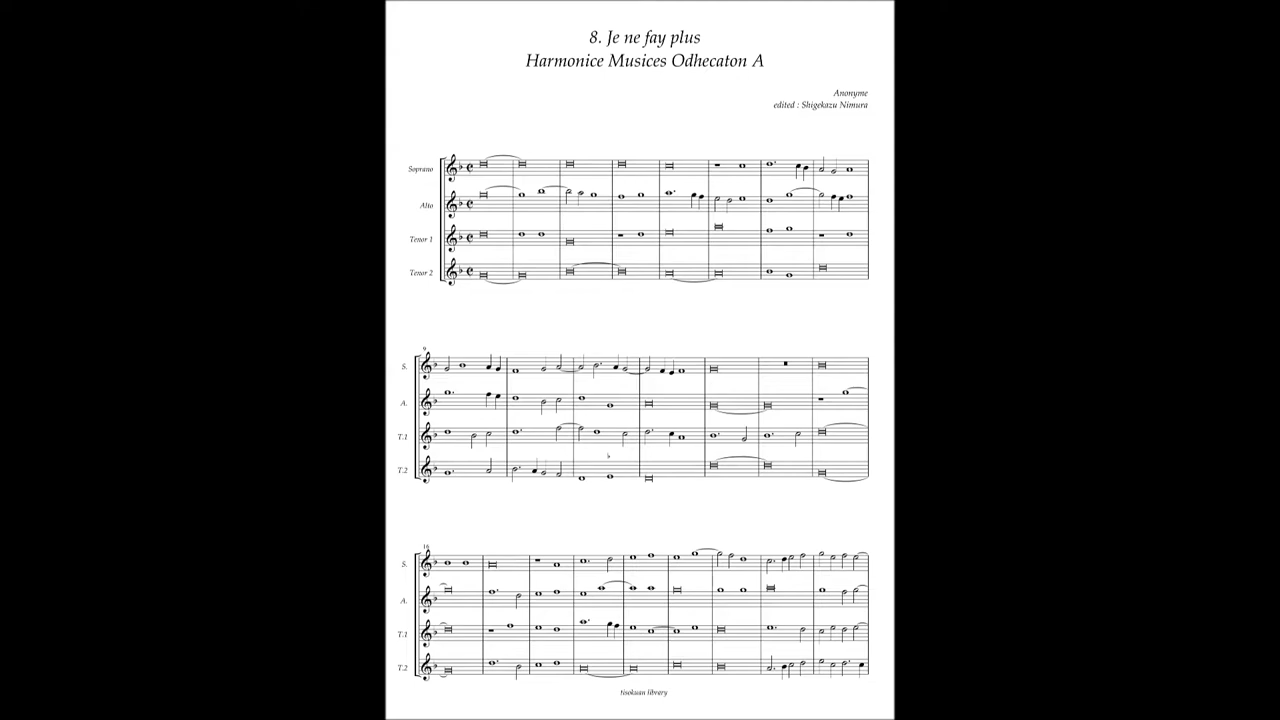 8. Je ne fay plus
Harmonice Musices Odhecaton A
Anonyme
edited : Shigekazu Nimura
Soprano
Alto
Tenor 1
Tenor 2
9
S.
A.
T.1
T.2
16
S.
A.
T.1
T.2
Tisokuan library